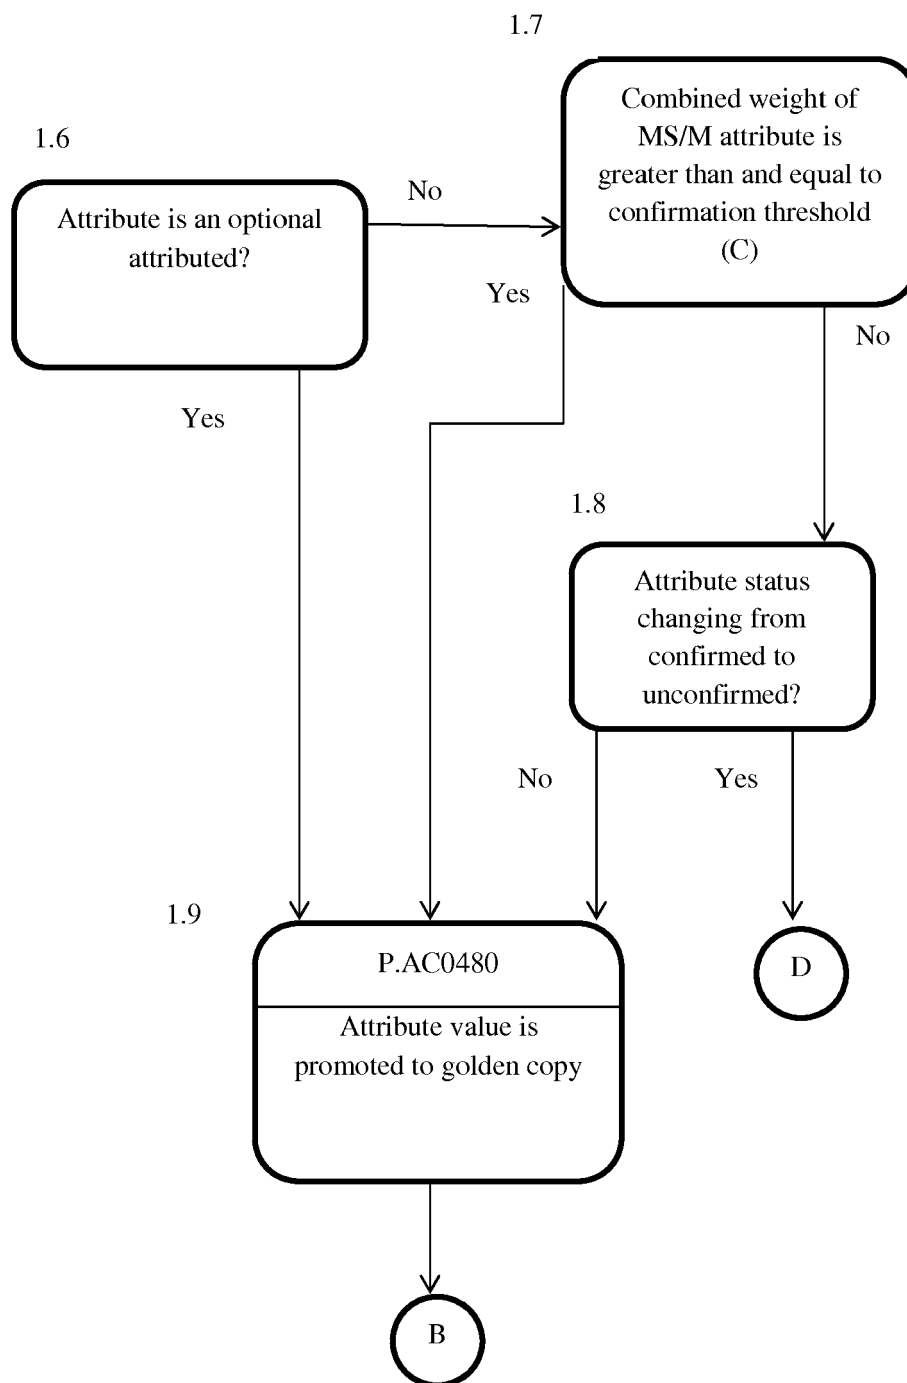 1.7
Combined weight of
MS/M attribute is
greater than and equal to
confirmation threshold
(C)
1.6
Attribute is an optional
attributed?
No
Yes
No
Yes
1.8
Attribute status
changing from
confirmed to
unconfirmed?
No
Yes
1.9
P.AC0480
Attribute value is
promoted to golden copy
D
B